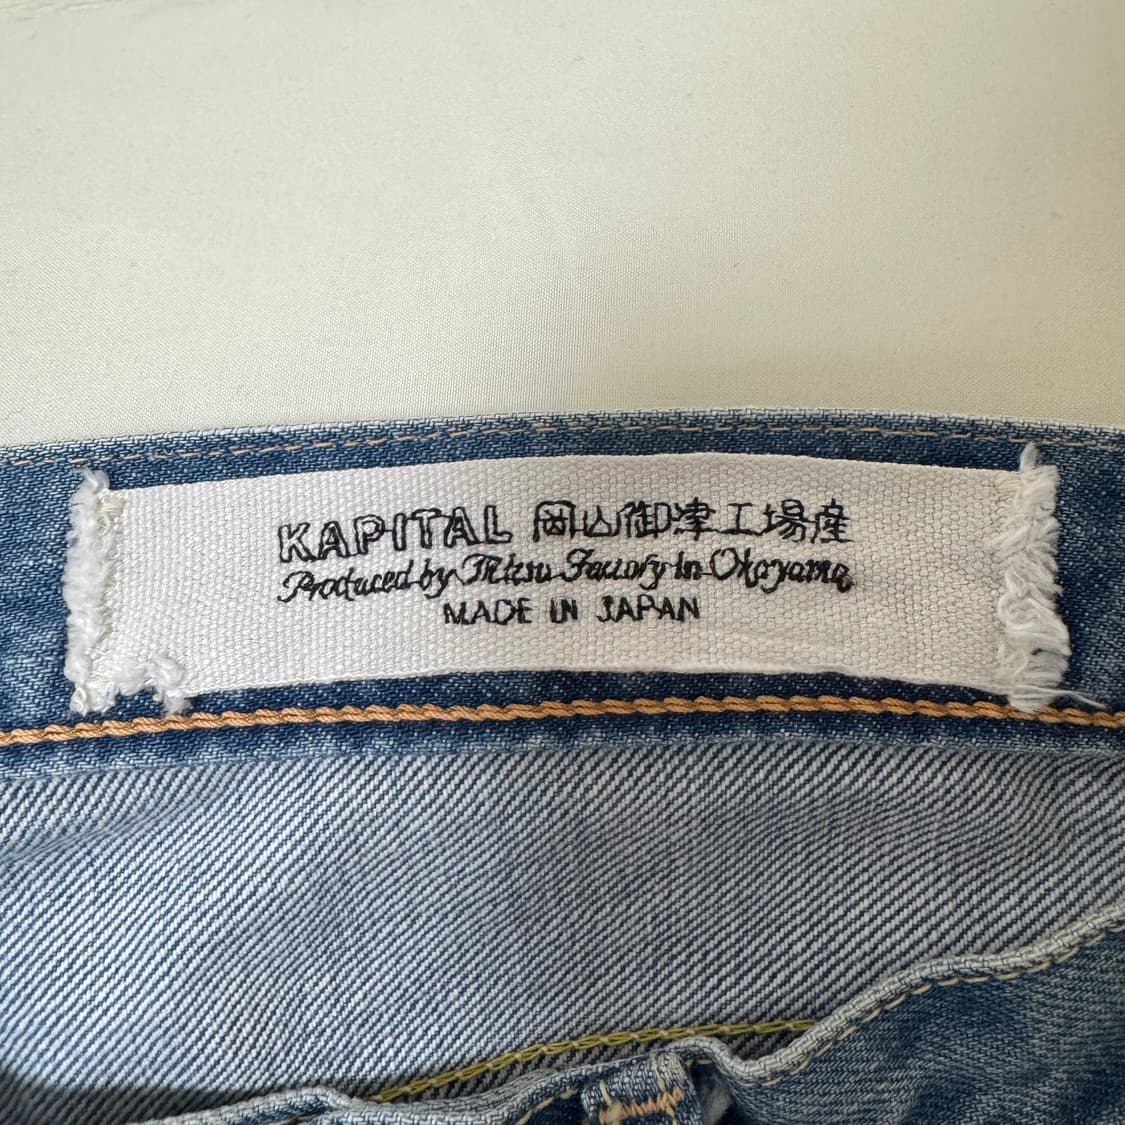 KAPITAL 岡山御津工場産
Produced by Mitsu Factory In Okayama
MADE IN JAPAN